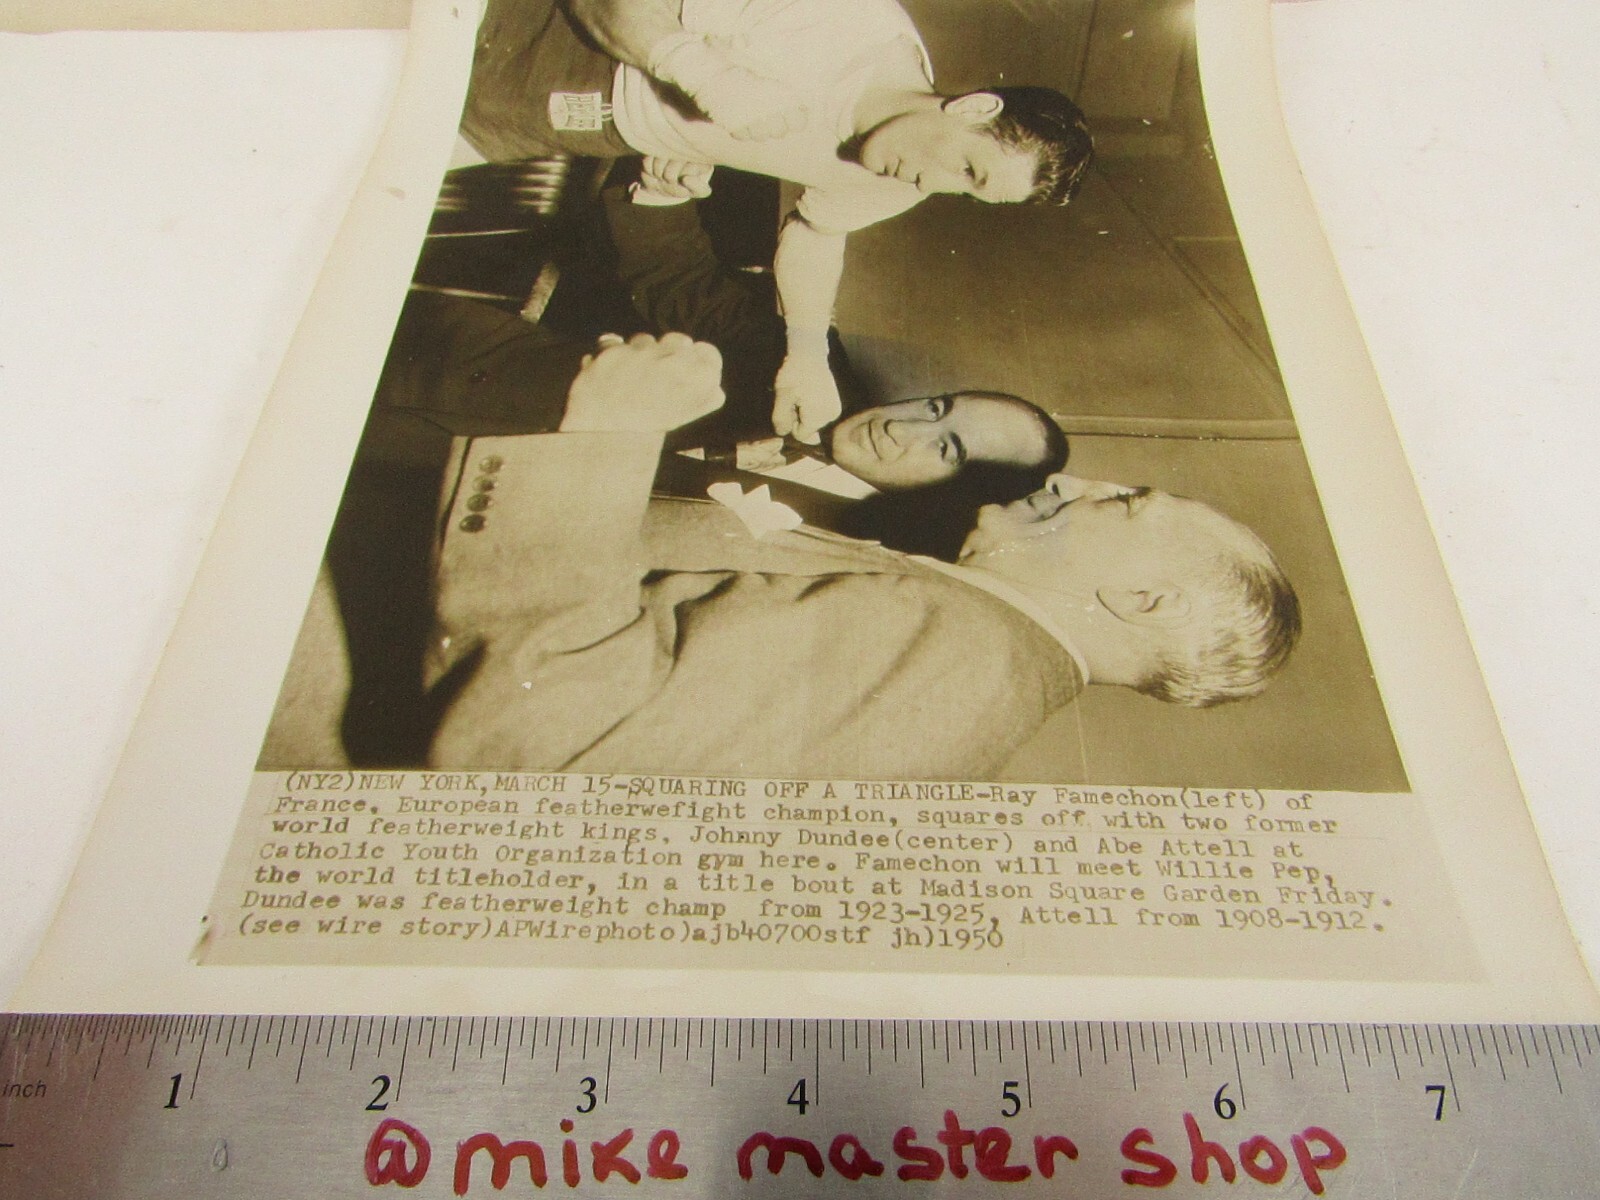 (NY2)NEW YORK,MARCH 15-SQUARING OFF A TRIANGLE-Ray Famechon(left) of
France, European featherwefight champion, squares off with two former
world featherweight kings, Johnny Dundee(center) and Abe Attell at
Catholic Youth Organization gym here. Famechon will meet Willie Pep,
the world titleholder, in a title bout at Madison Square Garden Friday.
Dundee was featherweight champ from 1923-1925, Attell from 1908-1912.
(see wire story)APWirephoto)ajb40700stf jh)1950
inch 1 2 3 4 5 6 7
@mike master shop